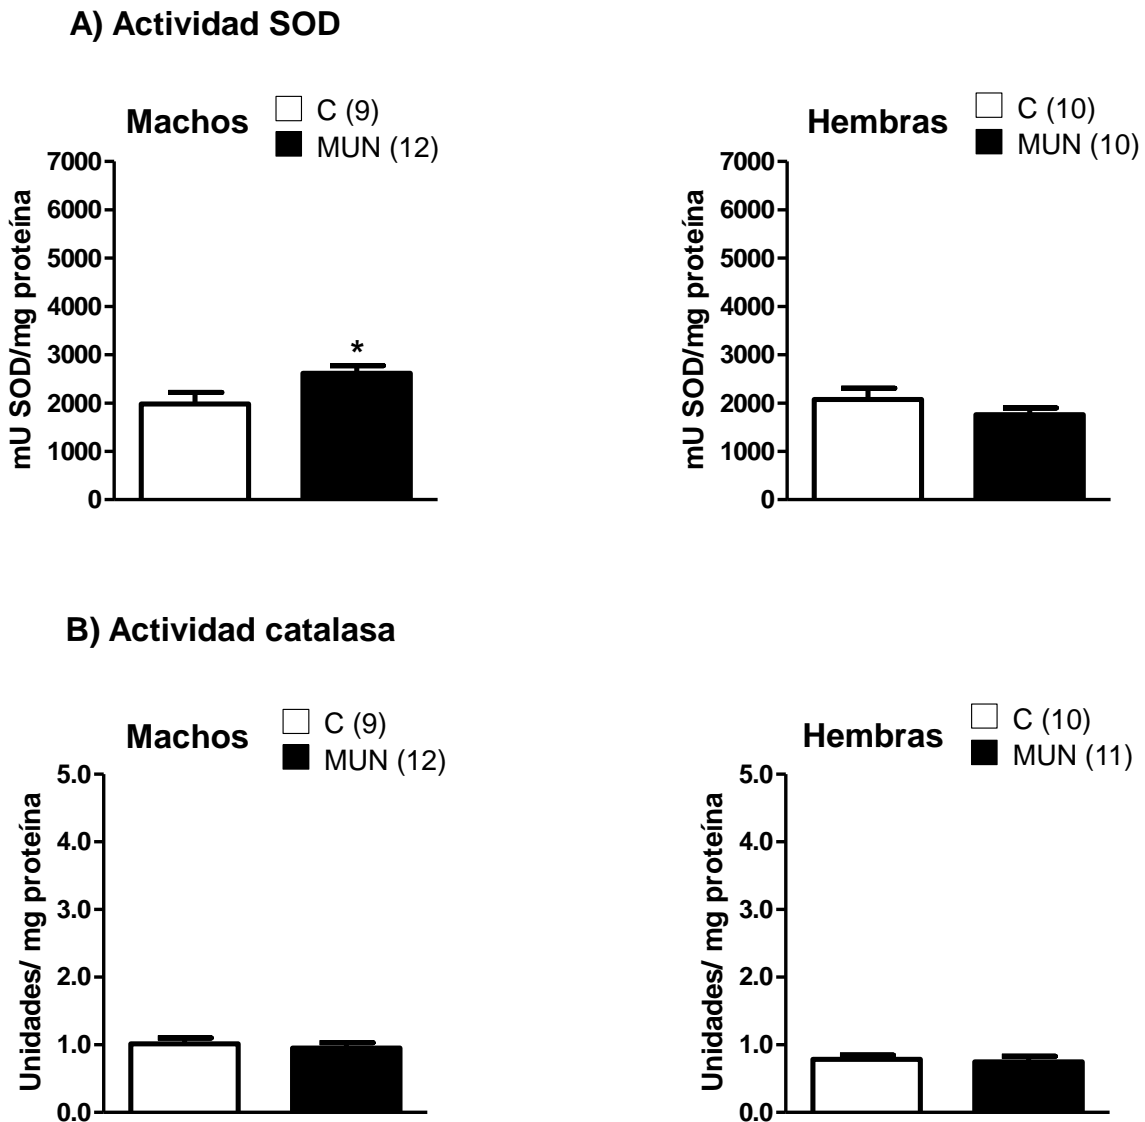 A) Actividad SOD
Machos
C (9)
MUN (12)
7000
6000
5000
4000
3000
2000
1000
0
mU SOD/mg proteína
*
Hembras
C (10)
MUN (10)
7000
6000
5000
4000
3000
2000
1000
0
mU SOD/mg proteína
B) Actividad catalasa
Machos
C (9)
MUN (12)
5.0
4.0
3.0
2.0
1.0
0.0
Unidades/ mg proteína
Hembras
C (10)
MUN (11)
5.0
4.0
3.0
2.0
1.0
0.0
Unidades/ mg proteína